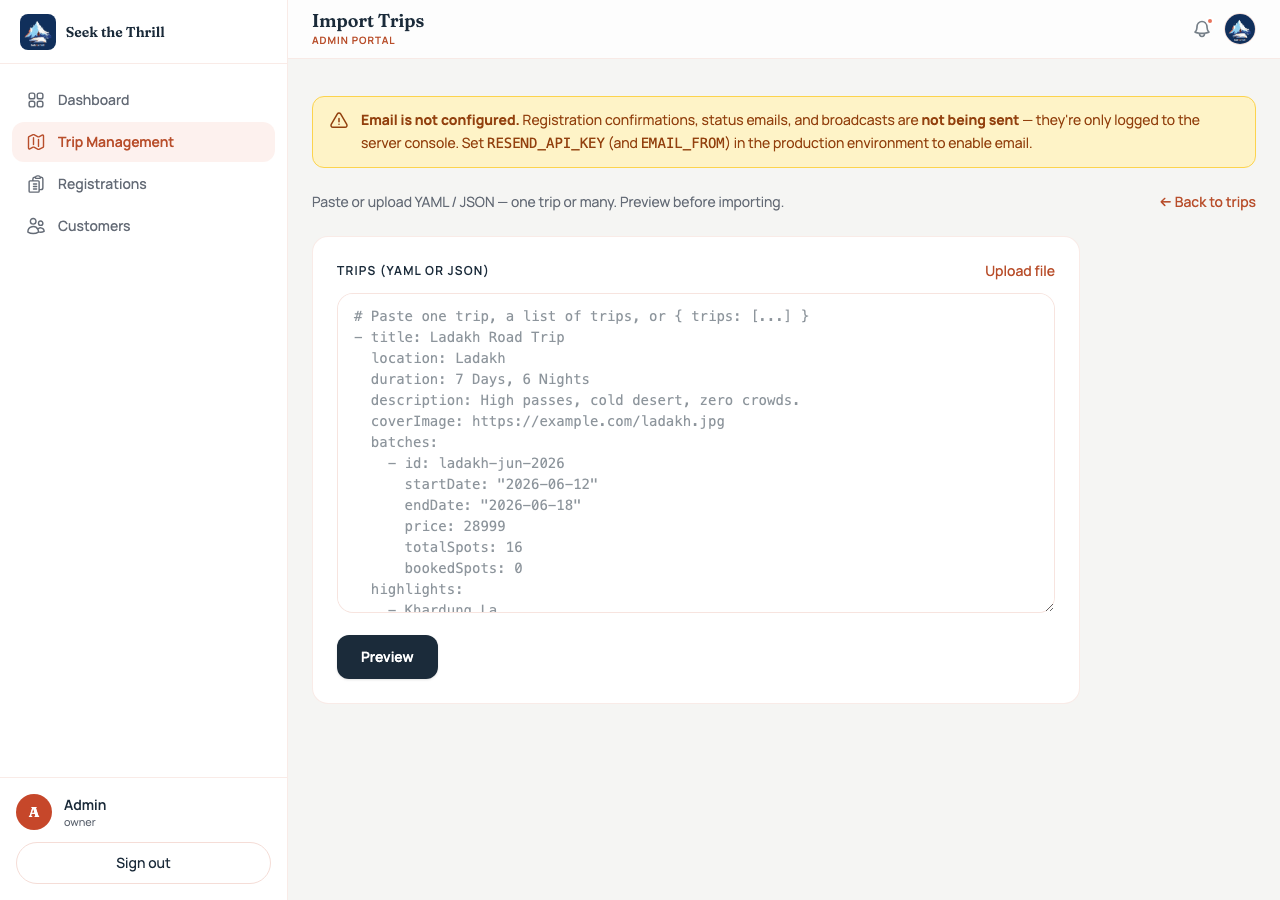 Seek the Thrill
Dashboard
Trip Management
Registrations
Customers
Admin
owner
Sign out
Import Trips
ADMIN PORTAL
Email is not configured. Registration confirmations, status emails, and broadcasts are not being sent — they're only logged to the
server console. Set RESEND_API_KEY (and EMAIL_FROM) in the production environment to enable email.
Paste or upload YAML / JSON — one trip or many. Preview before importing.
← Back to trips
TRIPS (YAML OR JSON)
Upload file
# Paste one trip, a list of trips, or { trips: [...] }
- title: Ladakh Road Trip
  location: Ladakh
  duration: 7 Days, 6 Nights
  description: High passes, cold desert, zero crowds.
  coverImage: https://example.com/ladakh.jpg
  batches:
    - id: ladakh-jun-2026
      startDate: "2026-06-12"
      endDate: "2026-06-18"
      price: 28999
      totalSpots: 16
      bookedSpots: 0
  highlights:
    - Khardung La
Preview
A